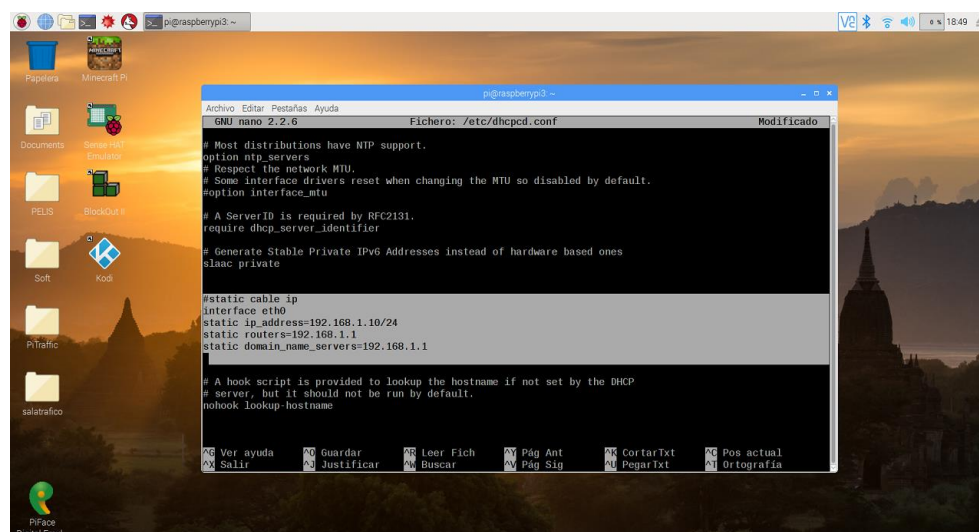 pi@raspberrypi3: ~
V2
0 %
18:49
Papelera
Minecraft Pi
MINECRAFT
Documents
Sense HAT
Emulator
PELIS
BlockOut II
Soft
Kodi
PiTraffic
salatrafico
PiFace
pi@raspberrypi3: ~
Archivo Editar Pestañas Ayuda
GNU nano 2.2.6 Fichero: /etc/dhcpcd.conf Modificado
# Most distributions have NTP support.
option ntp_servers
# Respect the network MTU.
# Some interface drivers reset when changing the MTU so disabled by default.
#option interface_mtu
# A ServerID is required by RFC2131.
require dhcp_server_identifier
# Generate Stable Private IPv6 Addresses instead of hardware based ones
slaac private
#static cable ip
interface eth0
static ip_address=192.168.1.10/24
static routers=192.168.1.1
static domain_name_servers=192.168.1.1
# A hook script is provided to lookup the hostname if not set by the DHCP
# server, but it should not be run by default.
nohook lookup-hostname
^G Ver ayuda ^O Guardar ^R Leer Fich ^Y Pág Ant ^K CortarTxt ^C Pos actual
^X Salir ^J Justificar ^W Buscar ^V Pág Sig ^U PegarTxt ^T Ortografía